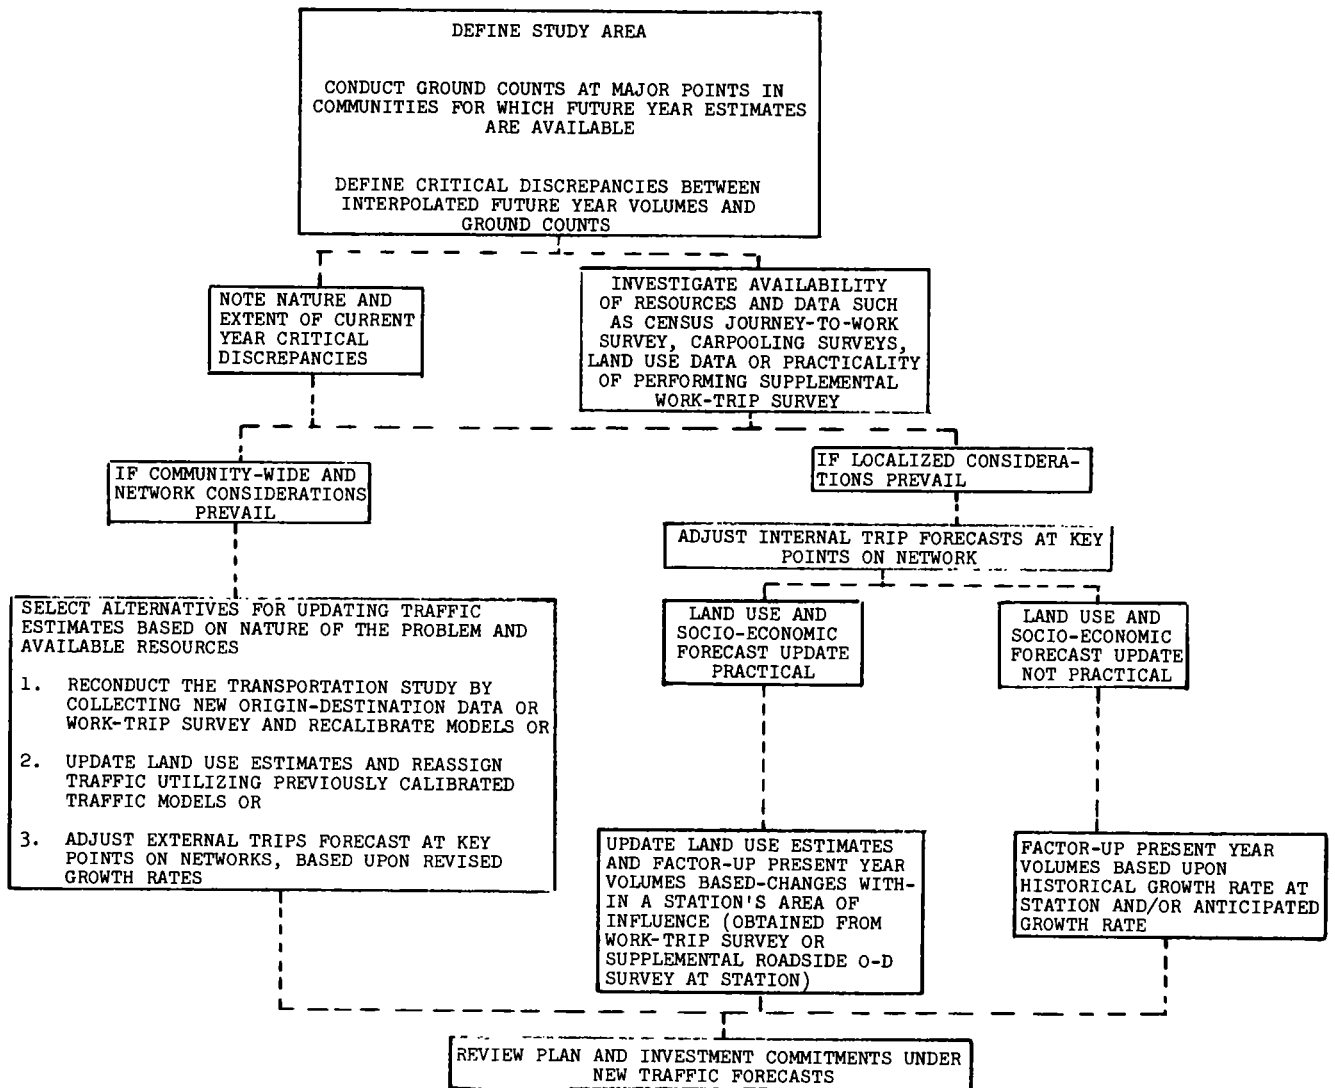 DEFINE STUDY AREA
CONDUCT GROUND COUNTS AT MAJOR POINTS IN
COMMUNITIES FOR WHICH FUTURE YEAR ESTIMATES
ARE AVAILABLE
DEFINE CRITICAL DISCREPANCIES BETWEEN
INTERPOLATED FUTURE YEAR VOLUMES AND
GROUND COUNTS
NOTE NATURE AND
EXTENT OF CURRENT
YEAR CRITICAL
DISCREPANCIES
INVESTIGATE AVAILABILITY
OF RESOURCES AND DATA SUCH
AS CENSUS JOURNEY-TO-WORK
SURVEY, CARPOOLING SURVEYS,
LAND USE DATA OR PRACTICALITY
OF PERFORMING SUPPLEMENTAL
WORK-TRIP SURVEY
IF COMMUNITY-WIDE AND
NETWORK CONSIDERATIONS
PREVAIL
IF LOCALIZED CONSIDERA-
TIONS PREVAIL
ADJUST INTERNAL TRIP FORECASTS AT KEY
POINTS ON NETWORK
SELECT ALTERNATIVES FOR UPDATING TRAFFIC
ESTIMATES BASED ON NATURE OF THE PROBLEM AND
AVAILABLE RESOURCES
1. RECONDUCT THE TRANSPORTATION STUDY BY
COLLECTING NEW ORIGIN-DESTINATION DATA OR
WORK-TRIP SURVEY AND RECALIBRATE MODELS OR
2. UPDATE LAND USE ESTIMATES AND REASSIGN
TRAFFIC UTILIZING PREVIOUSLY CALIBRATED
TRAFFIC MODELS OR
3. ADJUST EXTERNAL TRIPS FORECAST AT KEY
POINTS ON NETWORKS, BASED UPON REVISED
GROWTH RATES
LAND USE AND
SOCIO-ECONOMIC
FORECAST UPDATE
PRACTICAL
LAND USE AND
SOCIO-ECONOMIC
FORECAST UPDATE
NOT PRACTICAL
UPDATE LAND USE ESTIMATES
AND FACTOR-UP PRESENT YEAR
VOLUMES BASED-CHANGES WITH-
IN A STATION'S AREA OF
INFLUENCE (OBTAINED FROM
WORK-TRIP SURVEY OR
SUPPLEMENTAL ROADSIDE O-D
SURVEY AT STATION)
FACTOR-UP PRESENT YEAR
VOLUMES BASED UPON
HISTORICAL GROWTH RATE AT
STATION AND/OR ANTICIPATED
GROWTH RATE
REVIEW PLAN AND INVESTMENT COMMITMENTS UNDER
NEW TRAFFIC FORECASTS